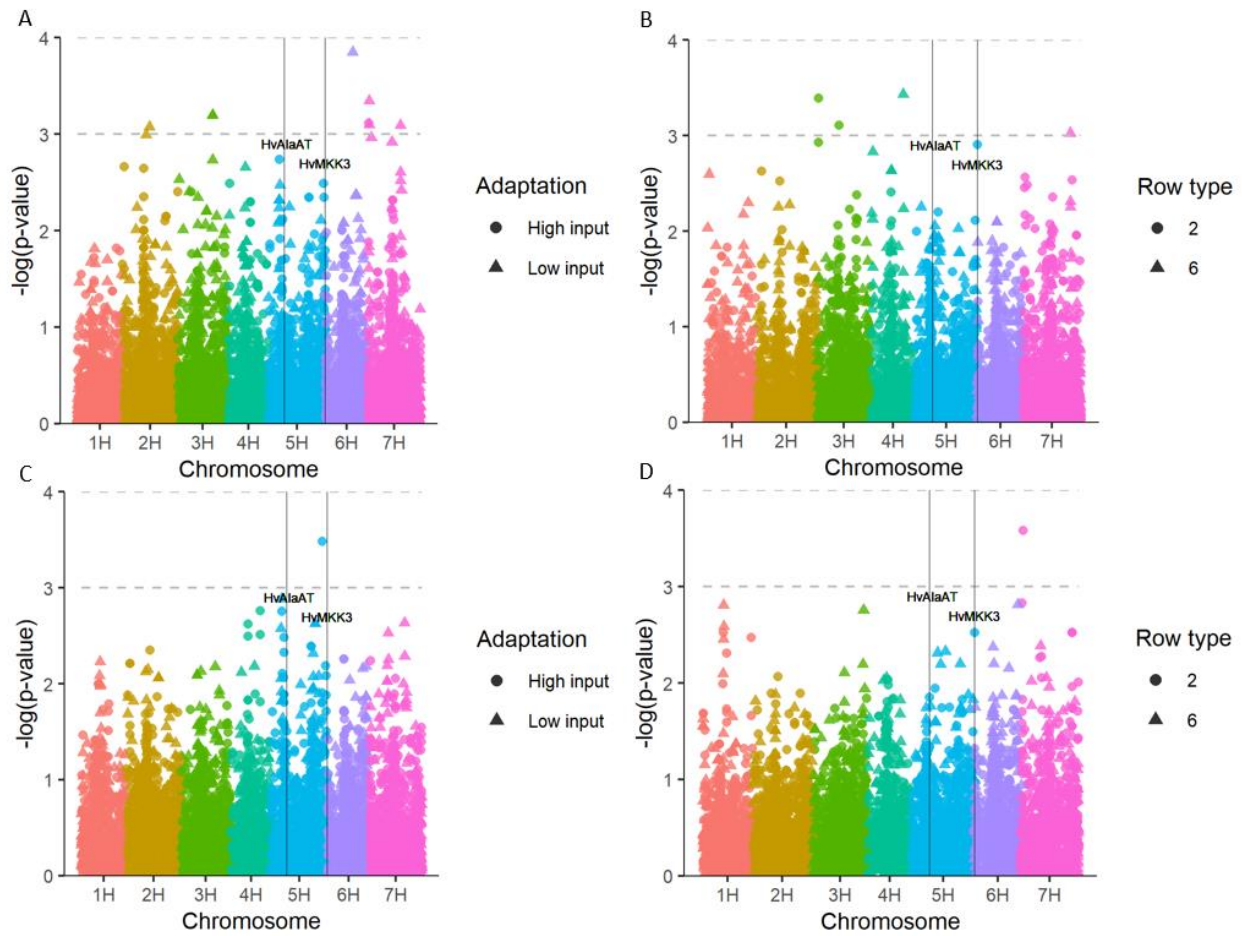 A
-log(p-value)
4
3
2
1
0
HvAlaAT
HvMKK3
1H 2H 3H 4H 5H 6H 7H
Chromosome
Adaptation
High input
Low input
B
-log(p-value)
4
3
2
1
0
HvAlaAT
HvMKK3
1H 2H 3H 4H 5H 6H 7H
Chromosome
Row type
2
6
C
-log(p-value)
4
3
2
1
0
HvAlaAT
HvMKK3
1H 2H 3H 4H 5H 6H 7H
Chromosome
Adaptation
High input
Low input
D
-log(p-value)
4
3
2
1
0
HvAlaAT
HvMKK3
1H 2H 3H 4H 5H 6H 7H
Chromosome
Row type
2
6